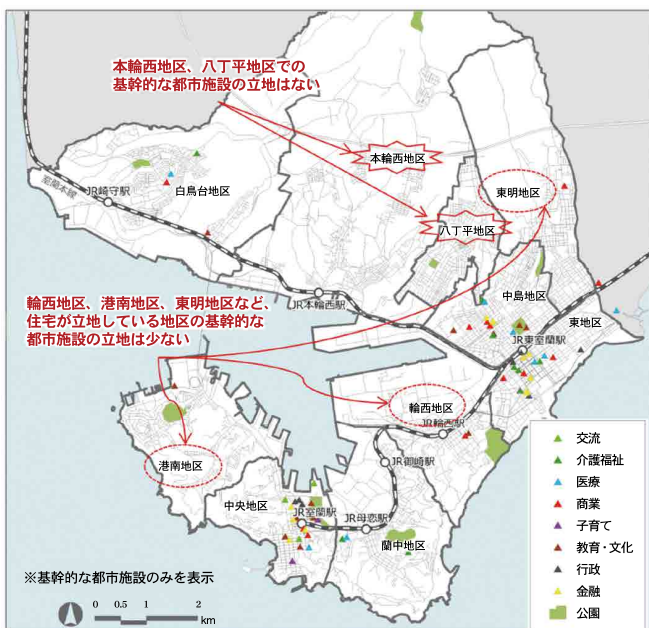 本輪西地区、八丁平地区での
基幹的な都市施設の立地はない
本輪西地区
白鳥台地区
東明地区
室蘭本線
JR崎守駅
八丁平地区
輪西地区、港南地区、東明地区など、
住宅が立地している地区の基幹的な
都市施設の立地は少ない
JR本輪西駅
中島地区
東地区
JR東室蘭駅
輪西地区
JR輪西駅
港南地区
JR御崎駅
中央地区
JR室蘭駅
JR母恋駅
蘭中地区
※基幹的な都市施設のみを表示
0 0.5 1 2
km
交流
介護福祉
医療
商業
子育て
教育・文化
行政
金融
公園